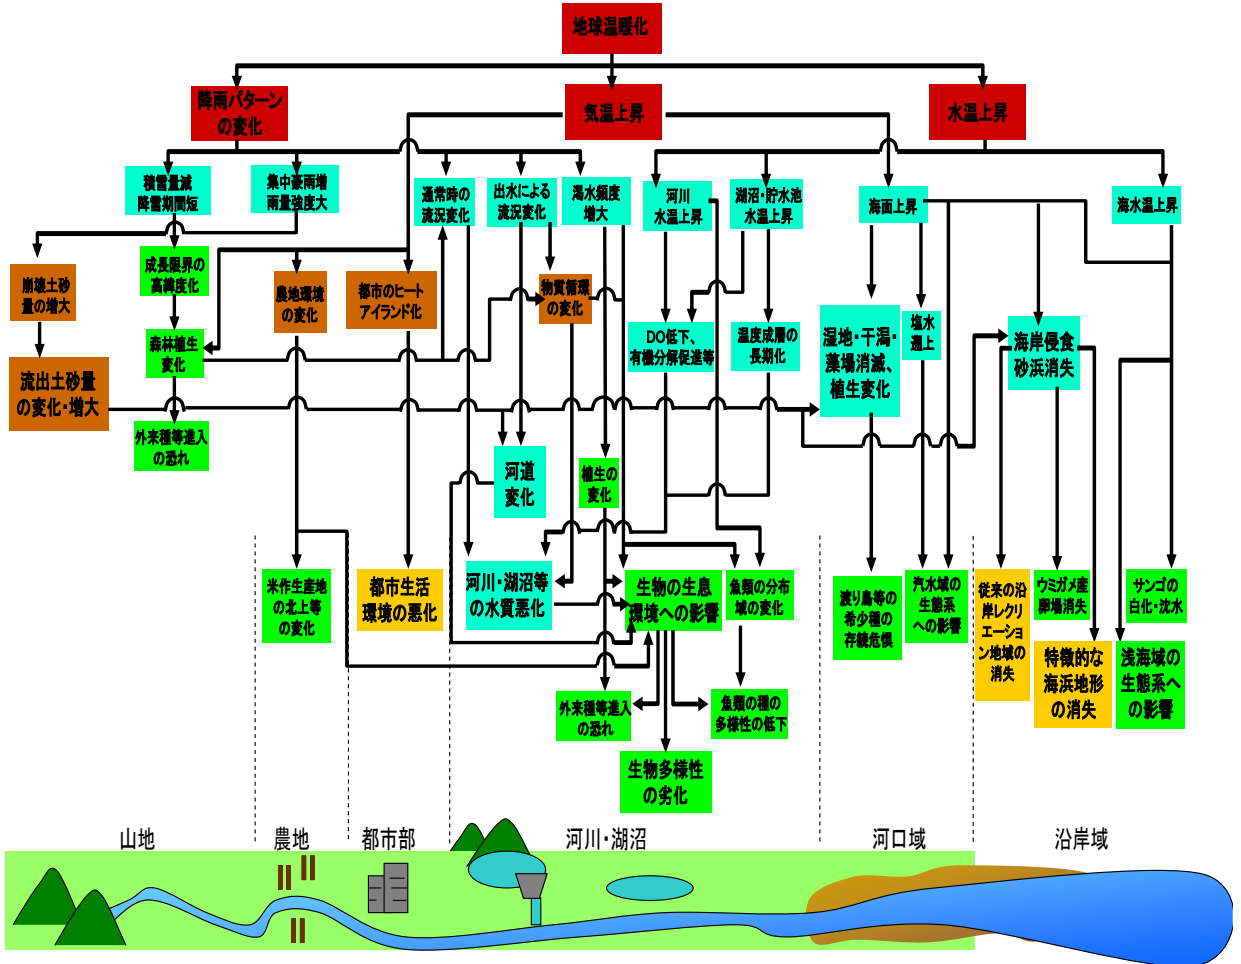 地球温暖化
降雨パターン
の変化
気温上昇
水温上昇
積雪量減
降雪期間短
集中豪雨増
雨量強度大
通常時の
流況変化
出水による
流況変化
渇水頻度
増大
河川
水温上昇
湖沼・貯水池
水温上昇
海面上昇
海水温上昇
崩壊土砂
量の増大
成長限界の
高緯度化
農地環境
の変化
都市のヒート
アイランド化
物質循環
の変化
森林植生
変化
DO低下、
有機分解促進等
温度成層の
長期化
湿地・干潟・
藻場消滅、
植生変化
塩水
遡上
海岸侵食
砂浜消失
流出土砂量
の変化・増大
外来種等進入
の恐れ
河道
変化
植生の
変化
米作生産地
の北上等
の変化
都市生活
環境の悪化
河川・湖沼等
の水質悪化
生物の生息
環境への影響
魚類の分布
域の変化
渡り鳥等の
希少種の
存続危惧
汽水域の
生態系
への影響
従来の沿
岸レクリ
エーショ
ン地域の
消失
ウミガメ産
卵場消失
サンゴの
白化・沈水
特徴的な
海浜地形
の消失
浅海域の
生態系へ
の影響
外来種等進入
の恐れ
魚類の種の
多様性の低下
生物多様性
の劣化
山地
農地
都市部
河川・湖沼
河口域
沿岸域